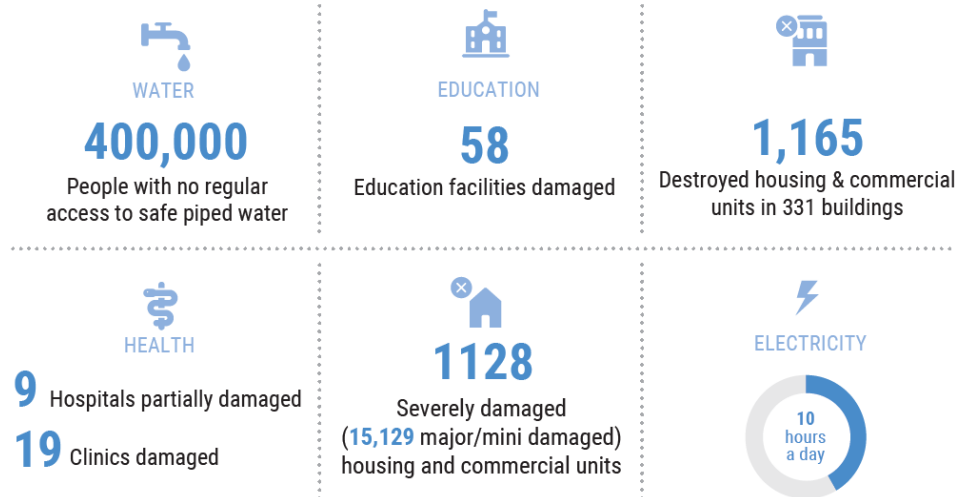 WATER
400,000
People with no regular
access to safe piped water
EDUCATION
58
Education facilities damaged
1,165
Destroyed housing & commercial
units in 331 buildings
HEALTH
9 Hospitals partially damaged
19 Clinics damaged
1128
Severely damaged
(15,129 major/mini damaged)
housing and commercial units
ELECTRICITY
10
hours
a day